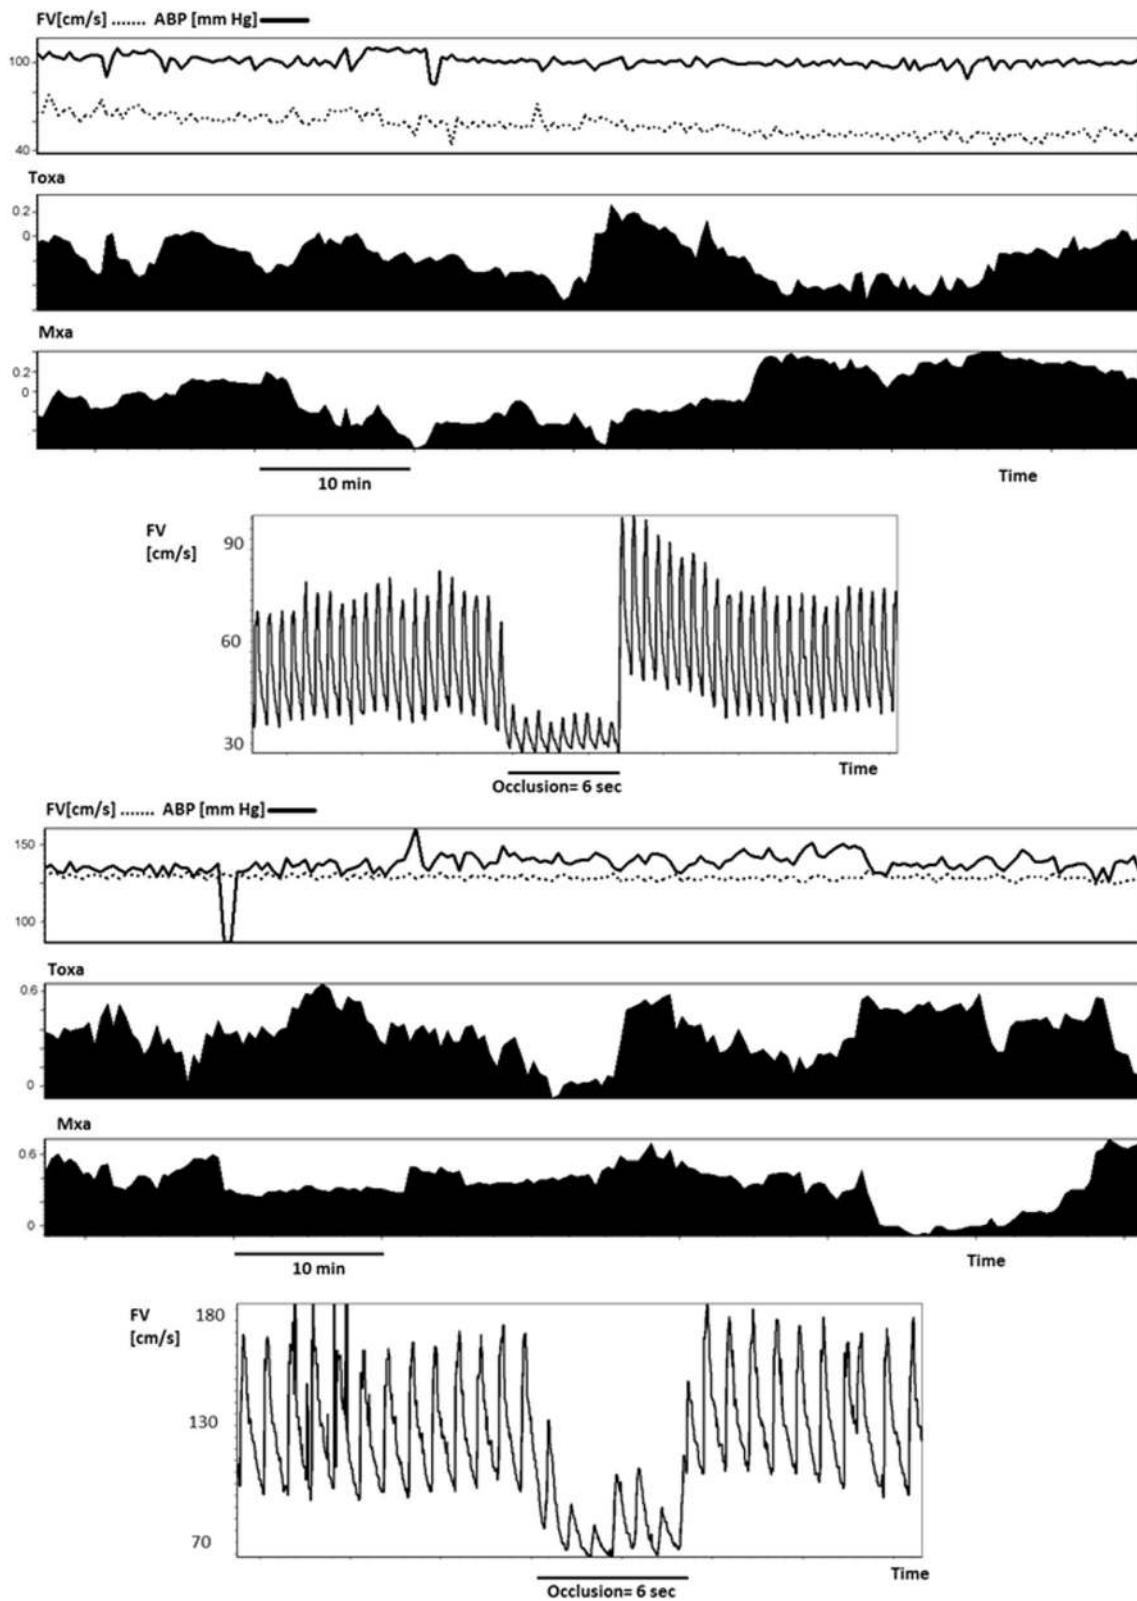 FV[cm/s] ....... ABP [mm Hg]
100
40
Toxa
0.2
0
Mxa
0.2
0
10 min
Time
FV
[cm/s]
90
60
30
Time
Occlusion= 6 sec
FV[cm/s] ....... ABP [mm Hg]
150
100
Toxa
0.6
0
Mxa
0.6
0
10 min
Time
FV
[cm/s]
180
130
70
Time
Occlusion= 6 sec